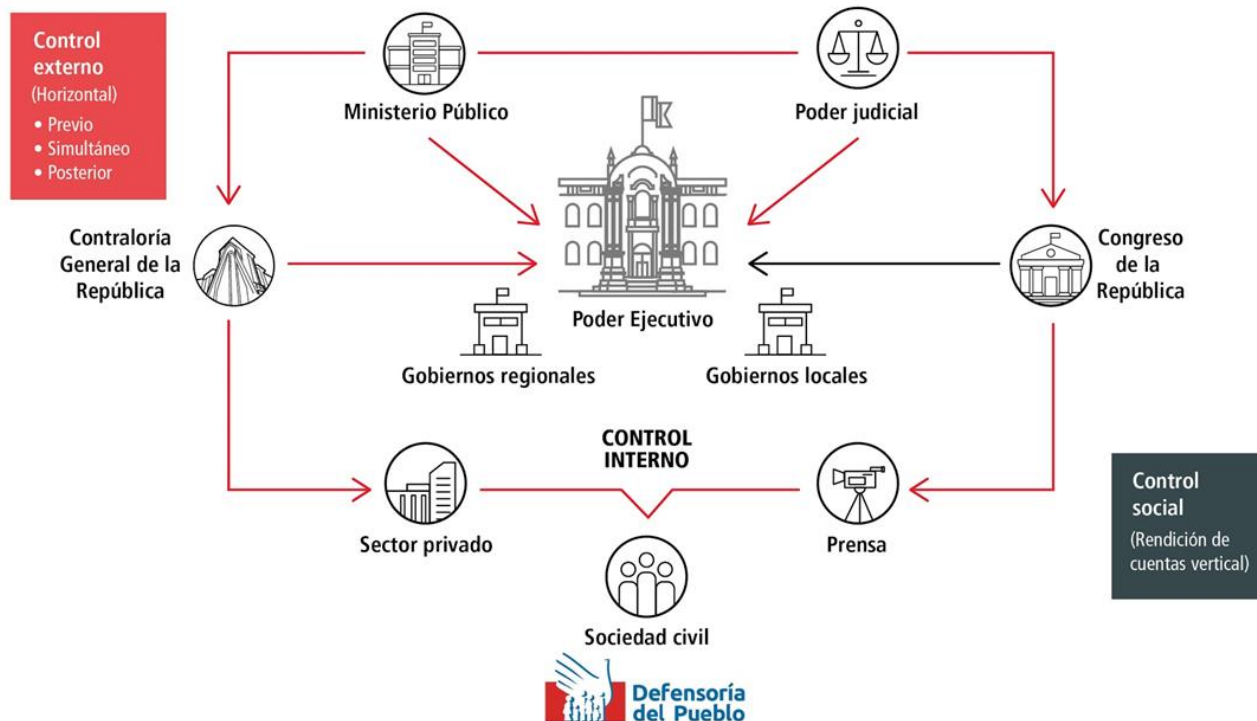 Control
externo
(Horizontal)
• Previo
• Simultáneo
• Posterior
Ministerio Público
Poder judicial
Contraloría
General de la
República
Congreso
de la
República
Poder Ejecutivo
Gobiernos regionales
Gobiernos locales
CONTROL
INTERNO
Control
social
(Rendición de
cuentas vertical)
Sector privado
Prensa
Sociedad civil
Defensoría
del Pueblo